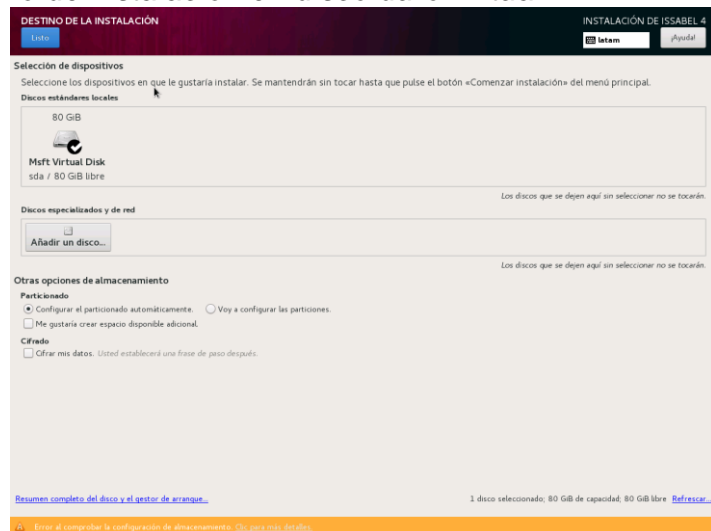 DESTINO DE LA INSTALACIÓN
INSTALACIÓN DE ISSABEL 4
Listo
latam
¡Ayuda!
Selección de dispositivos
Seleccione los dispositivos en que le gustaría instalar. Se mantendrán sin tocar hasta que pulse el botón «Comenzar instalación» del menú principal.
Discos estándares locales
80 GiB
Msft Virtual Disk
sda / 80 GiB libre
Los discos que se dejen aquí sin seleccionar no se tocarán.
Discos especializados y de red
Añadir un disco...
Los discos que se dejen aquí sin seleccionar no se tocarán.
Otras opciones de almacenamiento
Particionado
Configurar el particionado automáticamente. Voy a configurar las particiones.
Me gustaría crear espacio disponible adicional.
Cifrado
Cifrar mis datos. Usted establecerá una frase de paso después.
Resumen completo del disco y el gestor de arranque...
1 disco seleccionado; 80 GiB de capacidad; 80 GiB libre Refrescar...
Error al comprobar la configuración de almacenamiento. Clic para más detalles.